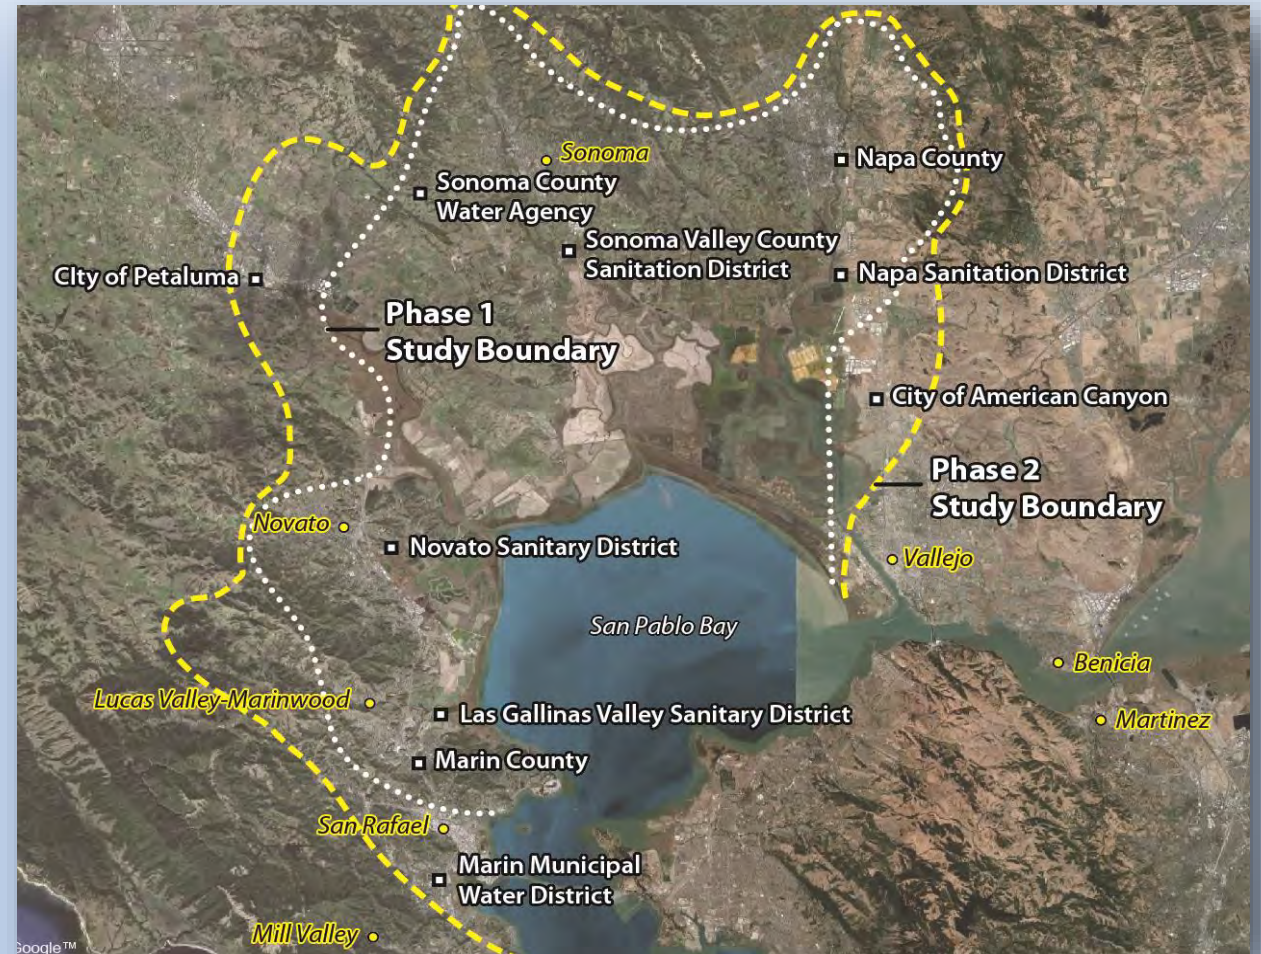 Sonoma
Napa County
Sonoma County
Water Agency
Sonoma Valley County
Sanitation District
CIty of Petaluma
Napa Sanitation District
Phase 1
Study Boundary
City of American Canyon
Phase 2
Study Boundary
Novato
Novato Sanitary District
Vallejo
San Pablo Bay
Benicia
Lucas Valley-Marinwood
Las Gallinas Valley Sanitary District
Martinez
Marin County
San Rafael
Marin Municipal
Water District
Mill Valley
Google™